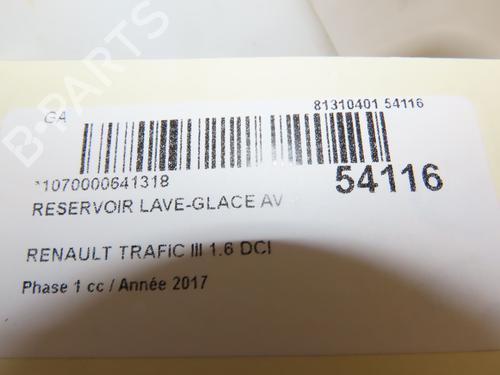 GA
81310401 54116
*1070000641318
54116
RESERVOIR LAVE-GLACE AV
RENAULT TRAFIC III 1.6 DCI
Phase 1 cc / Année 2017
B-PARTS